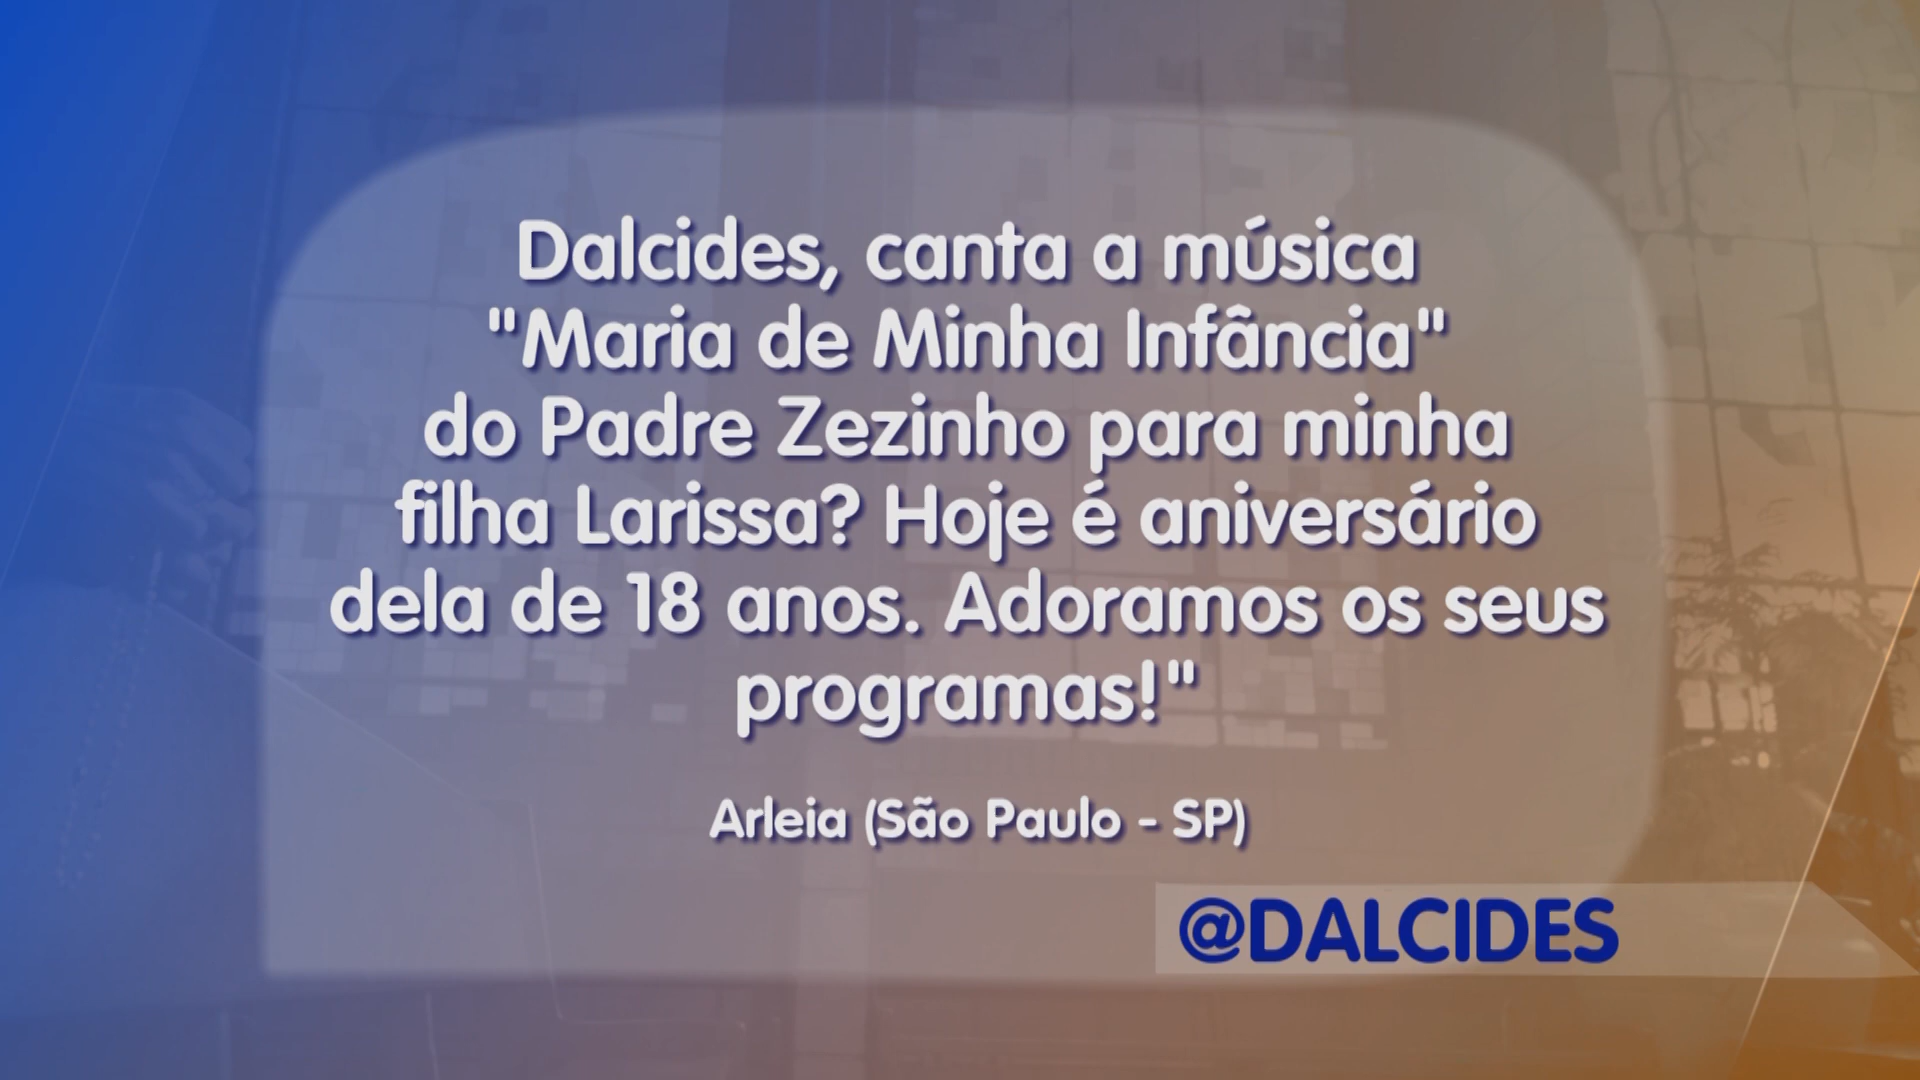 Dalcides, canta a música
"Maria de Minha Infância"
do Padre Zezinho para minha
filha Larissa? Hoje é aniversário
dela de 18 anos. Adoramos os seus
programas!"
Arleia (São Paulo - SP)
@DALCIDES